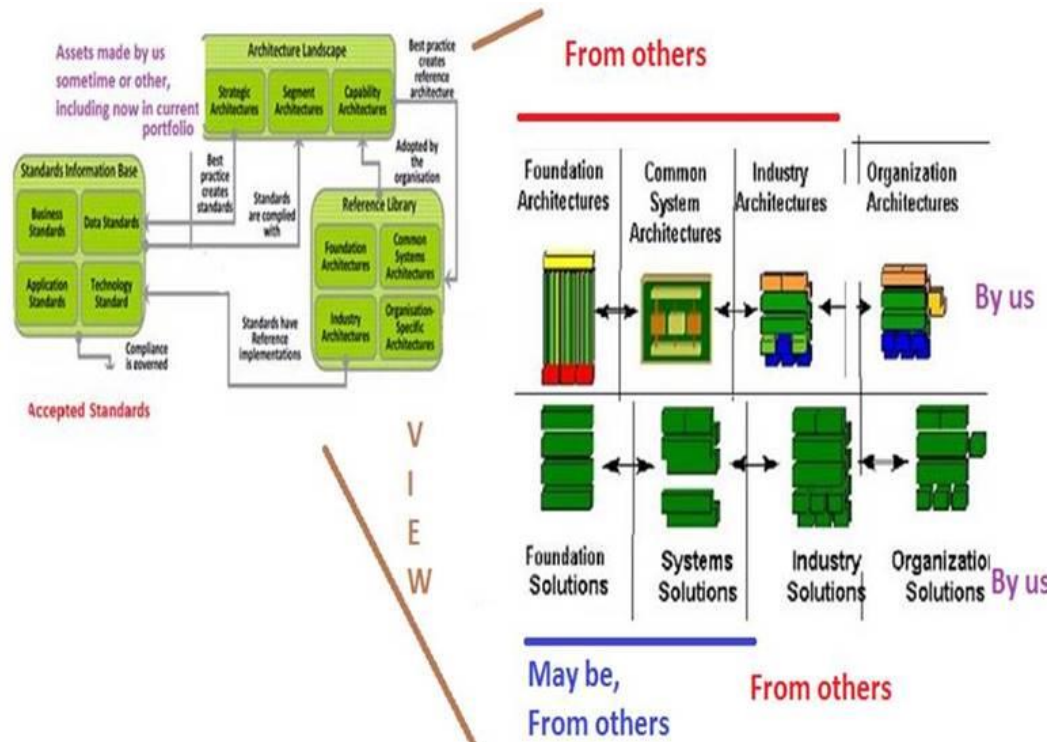 Assets made by us
sometime or other,
including now in current
portfolio
Architecture Landscape
Strategic
Architectures
Segment
Architectures
Capability
Architectures
Best
practice
creates
reference
architecture
Standards Information Base
Business
Standards
Data Standards
Application
Standards
Technology
Standard
Best
practice
creates
standards
Standards
are complied
with
Adopted by
the
organisation
Reference Library
Foundation
Architectures
Common
Systems
Architectures
Industry
Architectures
Organisation-
Specific
Architectures
Standards have
Reference
implementations
Compliance
is governed
Accepted Standards
V
I
E
W
From others
Foundation
Architectures
Common
System
Architectures
Industry
Architectures
Organization
Architectures
By us
Foundation
Solutions
Systems
Solutions
Industry
Solutions
Organizatio
Solutions
By us
May be,
From others
From others